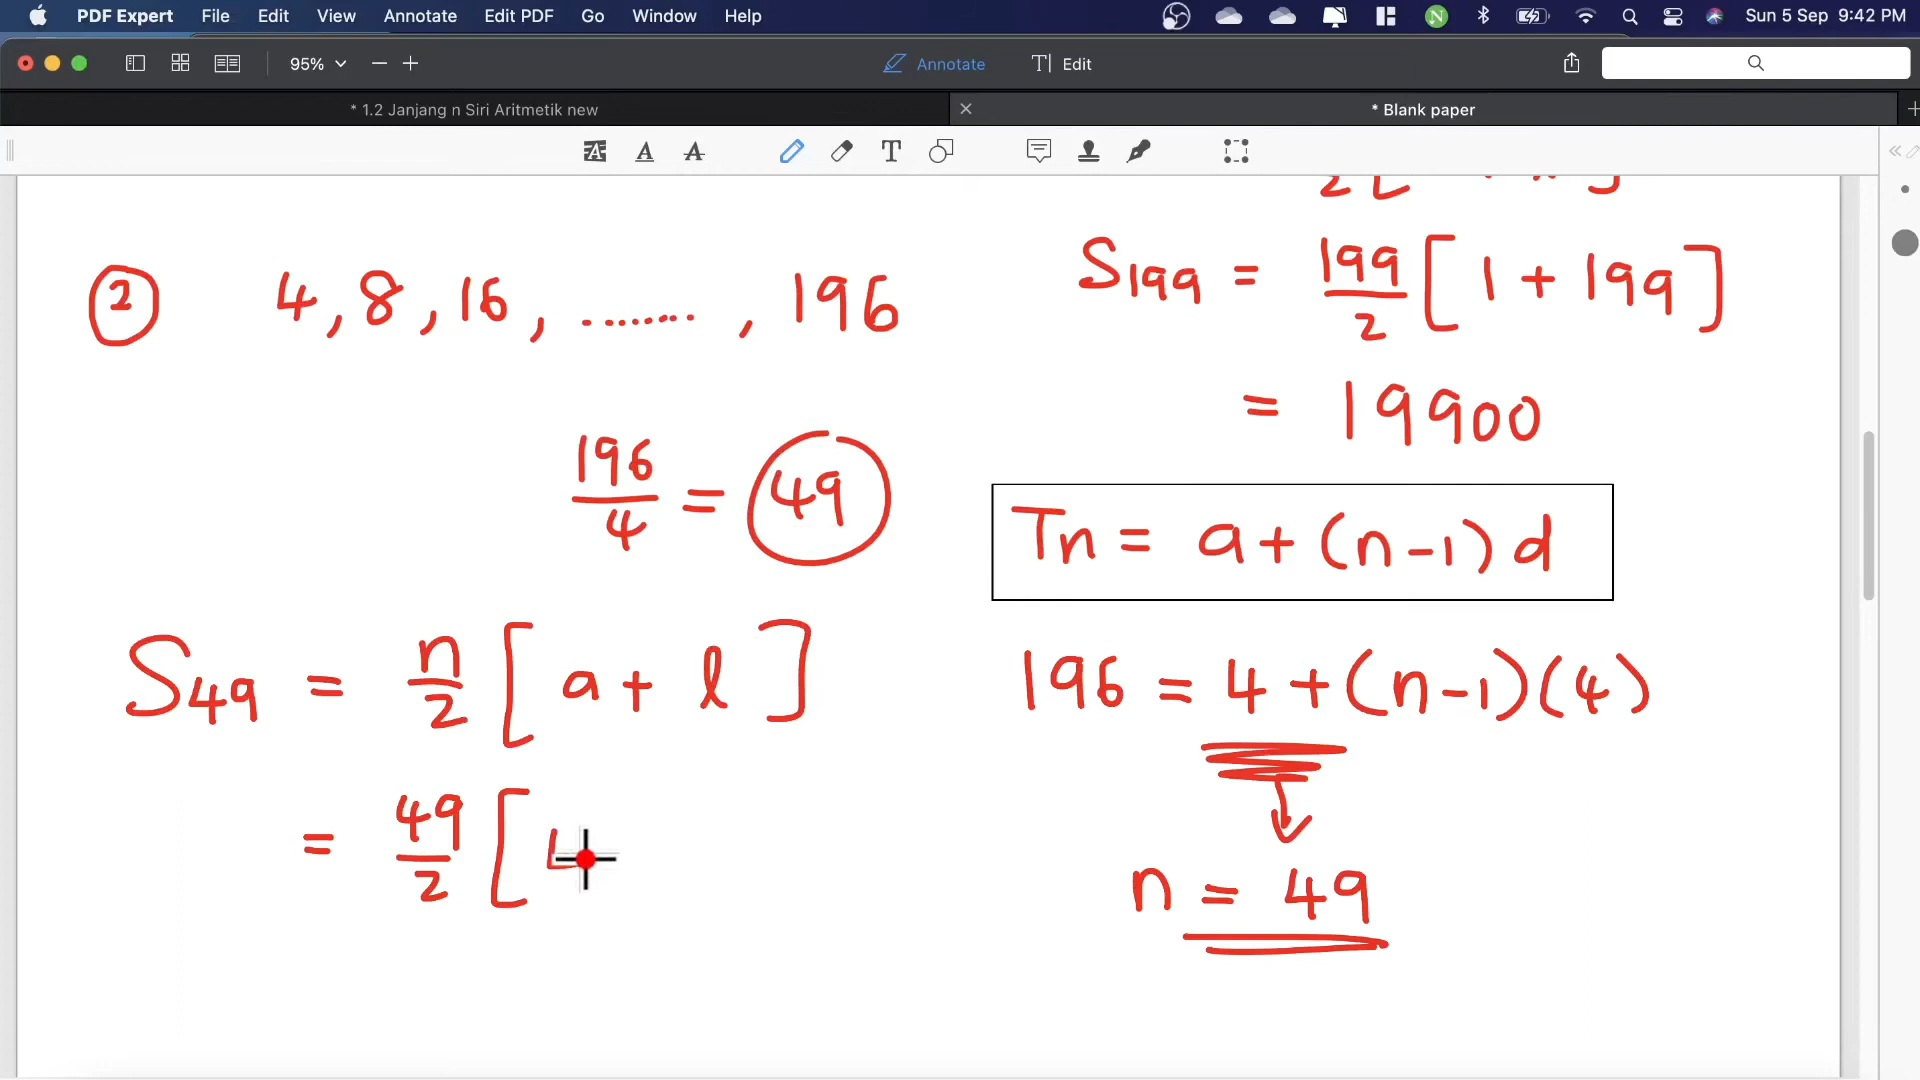 PDF Expert File Edit View Annotate Edit PDF Go Window Help Sun 5 Sep 9:42 PM
95% Annotate T Edit
* 1.2 Janjang n Siri Aritmetik new * Blank paper
2 4, 8, 16, ........, 196
196/4 = 49
S49 = n/2 [a + l]
= 49/2 [
S199 = 199/2 [1 + 199]
= 19900
Tn = a + (n-1) d
196 = 4 + (n-1)(4)
n = 49